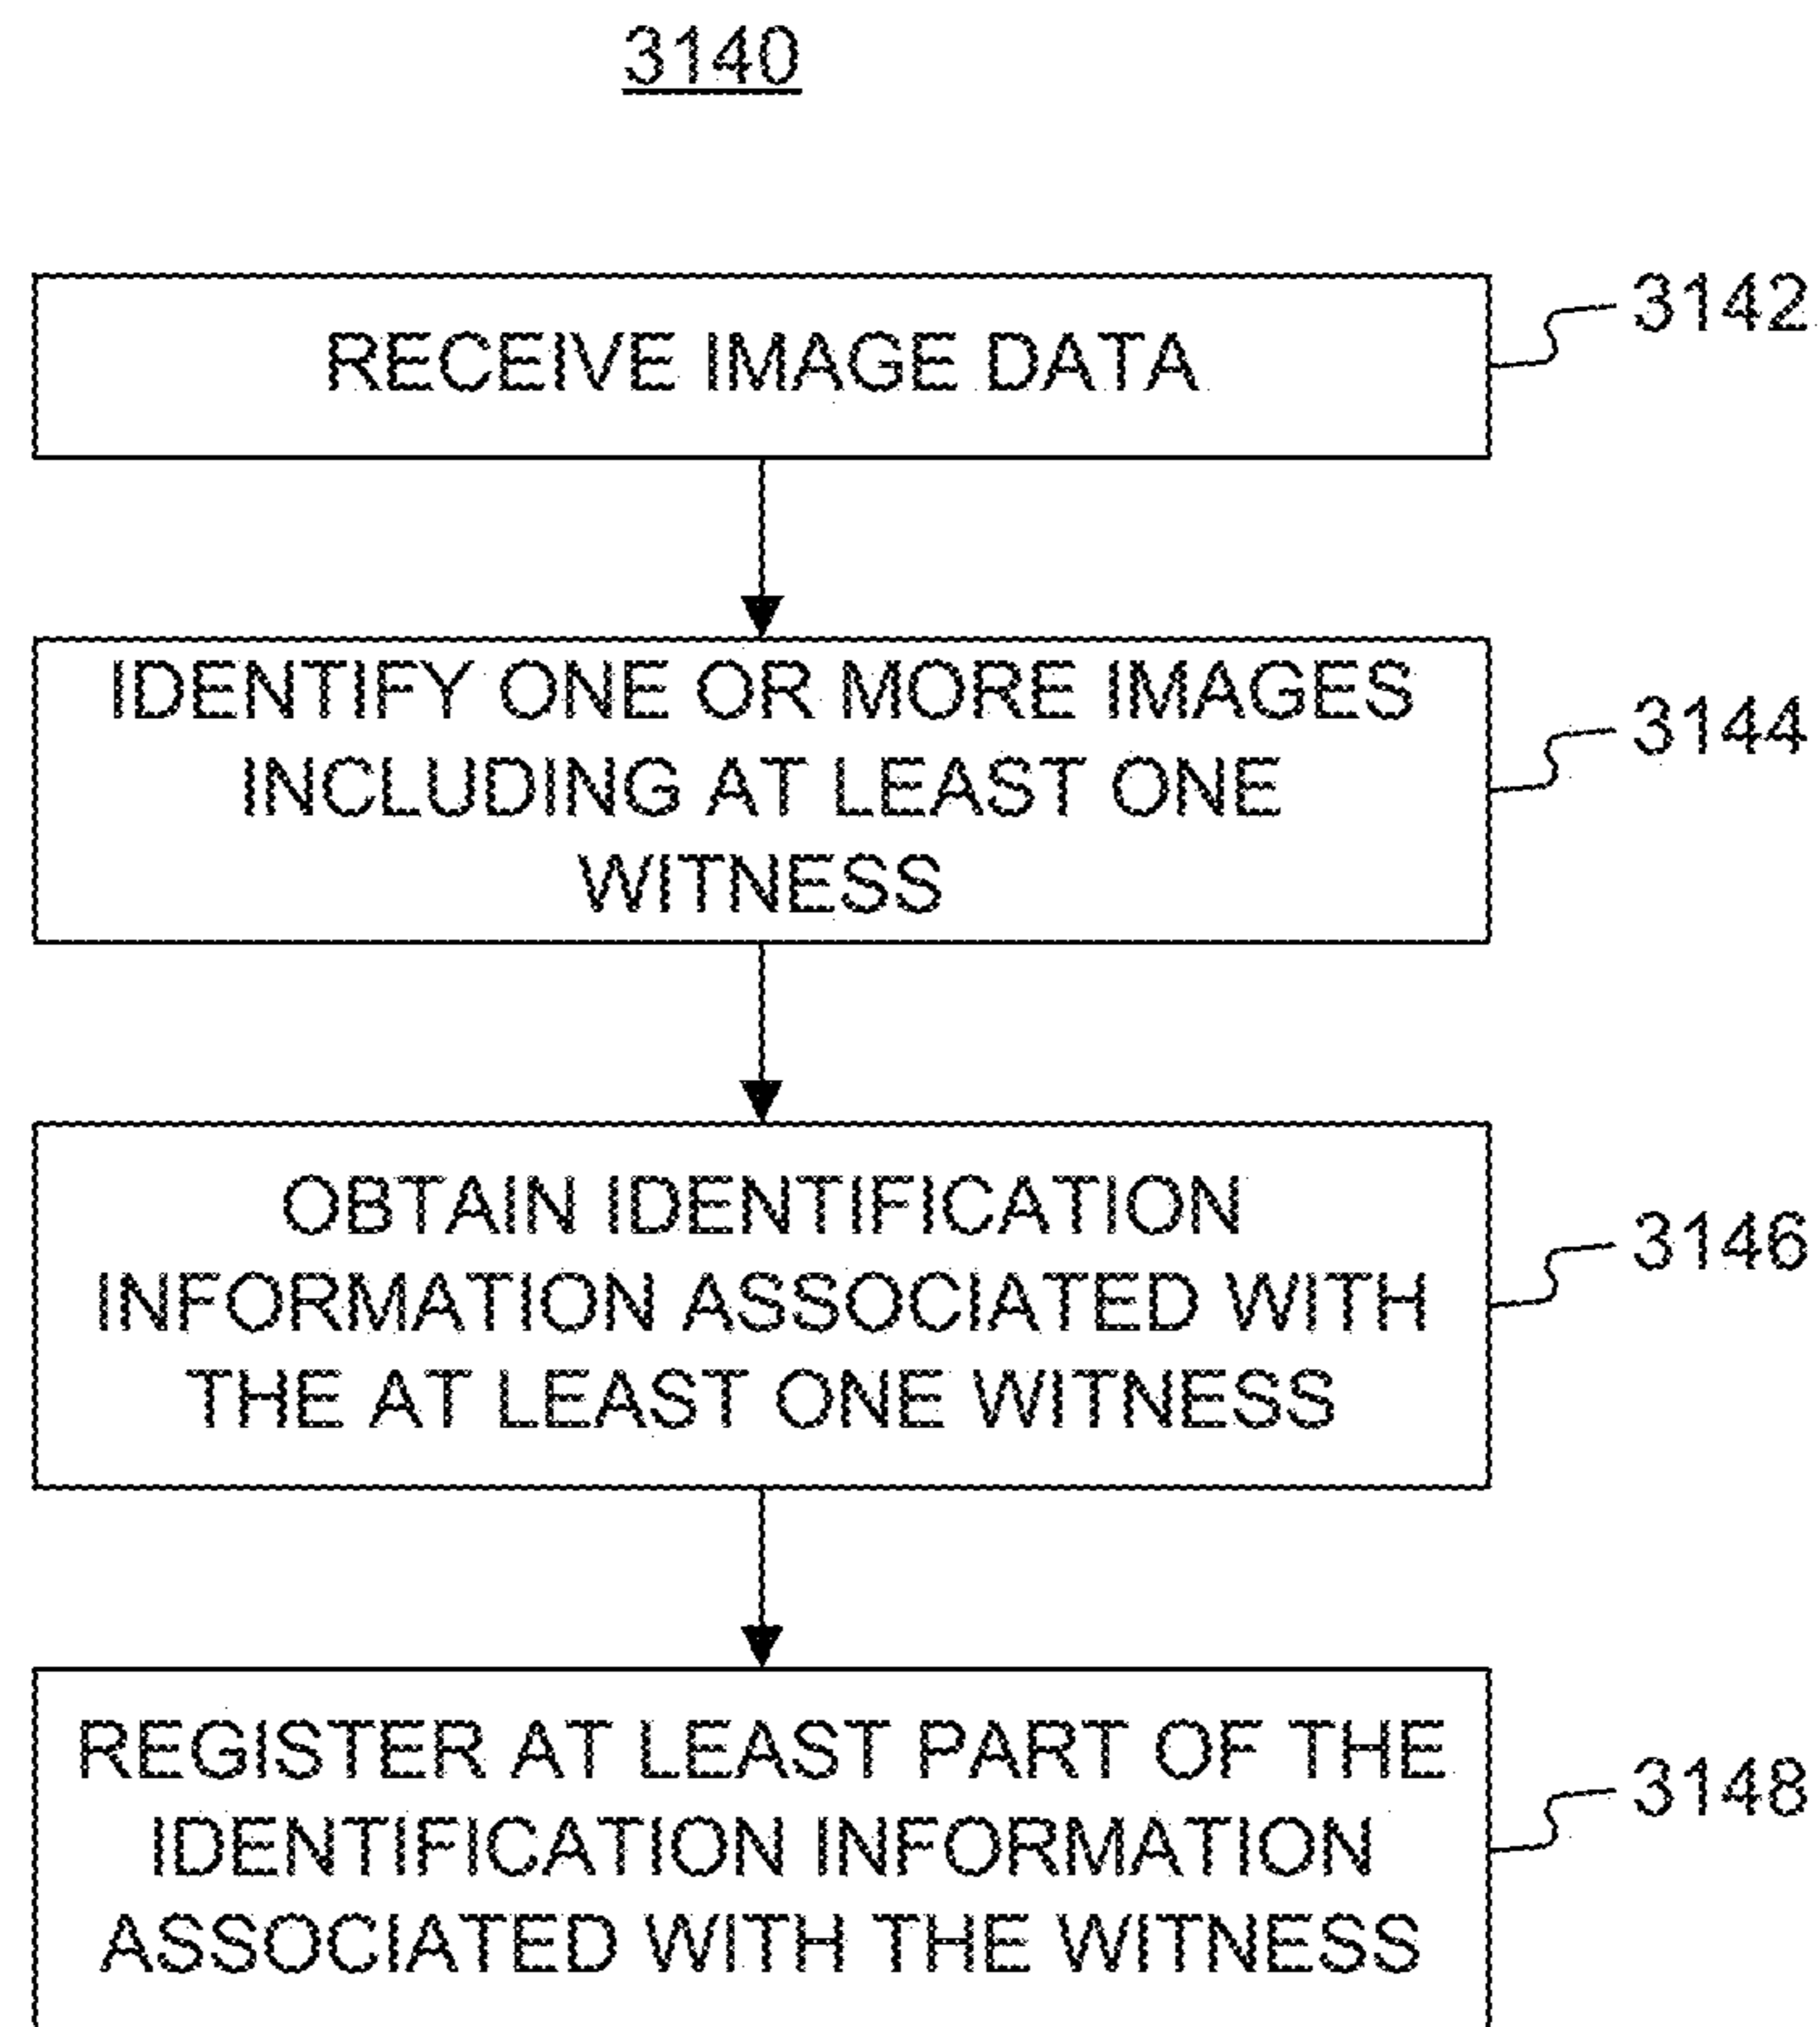 3140
RECEIVE IMAGE DATA
3142
IDENTIFY ONE OR MORE IMAGES
INCLUDING AT LEAST ONE
WITNESS
3144
OBTAIN IDENTIFICATION
INFORMATION ASSOCIATED WITH
THE AT LEAST ONE WITNESS
3146
REGISTER AT LEAST PART OF THE
IDENTIFICATION INFORMATION
ASSOCIATED WITH THE WITNESS
3148